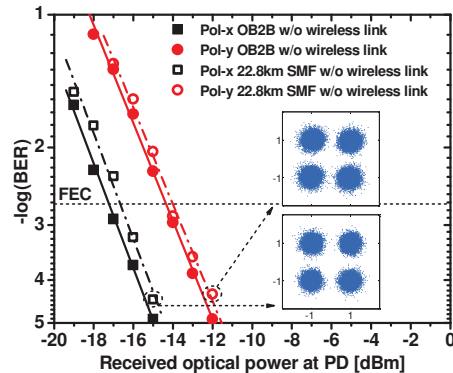 -log(BER)
1
2
3
4
5
Pol-x OB2B w/o wireless link
Pol-y OB2B w/o wireless link
Pol-x 22.8km SMF w/o wireless link
Pol-y 22.8km SMF w/o wireless link
FEC
1
-1
1
-1
-1 1
-20 -18 -16 -14 -12 -10 -8 -6 -4 -2 0
Received optical power at PD [dBm]